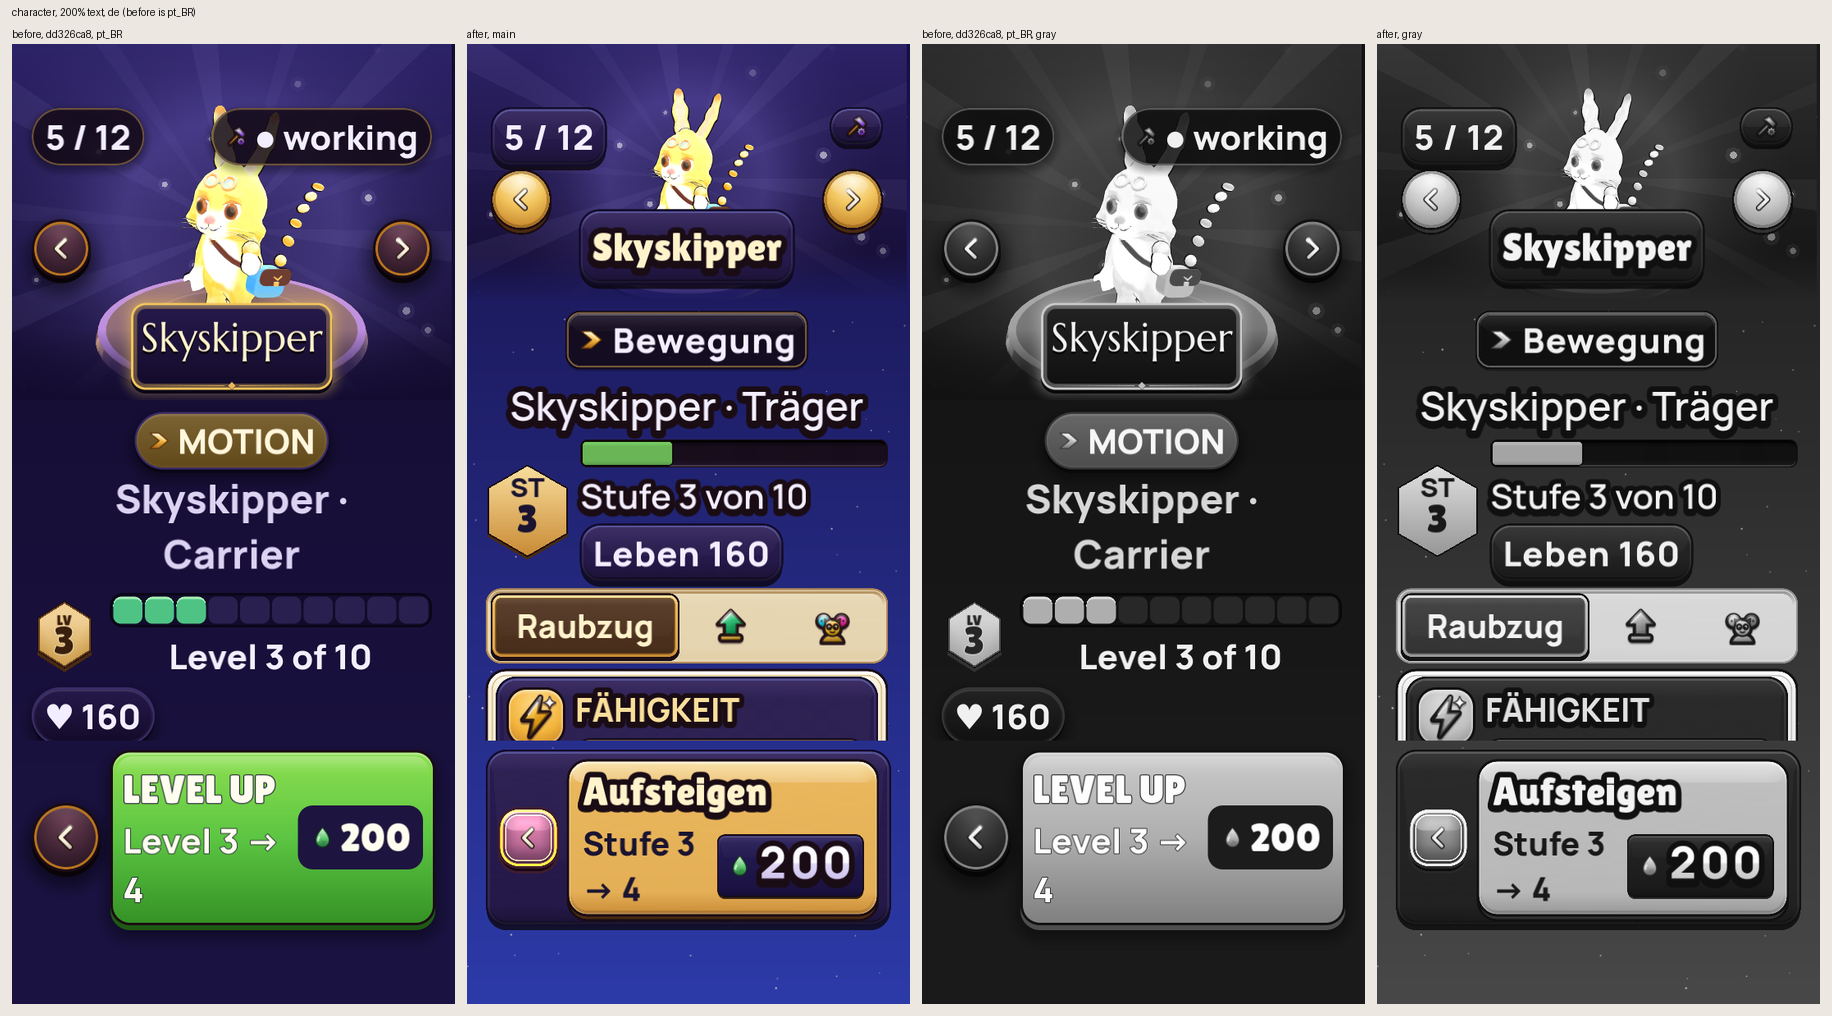 character, 200% text, de (before is pt_BR)
before, dd326ca8, pt_BR
5 / 12
working
Skyskipper
MOTION
Skyskipper ·
Carrier
LV
3
Level 3 of 10
♥ 160
LEVEL UP
Level 3 →
4
200
after, main
5 / 12
Skyskipper
Bewegung
Skyskipper · Träger
ST
3
Stufe 3 von 10
Leben 160
Raubzug
FÄHIGKEIT
Aufsteigen
Stufe 3
→ 4
200
before, dd326ca8, pt_BR, gray
5 / 12
working
Skyskipper
MOTION
Skyskipper ·
Carrier
LV
3
Level 3 of 10
♥ 160
LEVEL UP
Level 3 →
4
200
after, gray
5 / 12
Skyskipper
Bewegung
Skyskipper · Träger
ST
3
Stufe 3 von 10
Leben 160
Raubzug
FÄHIGKEIT
Aufsteigen
Stufe 3
→ 4
200